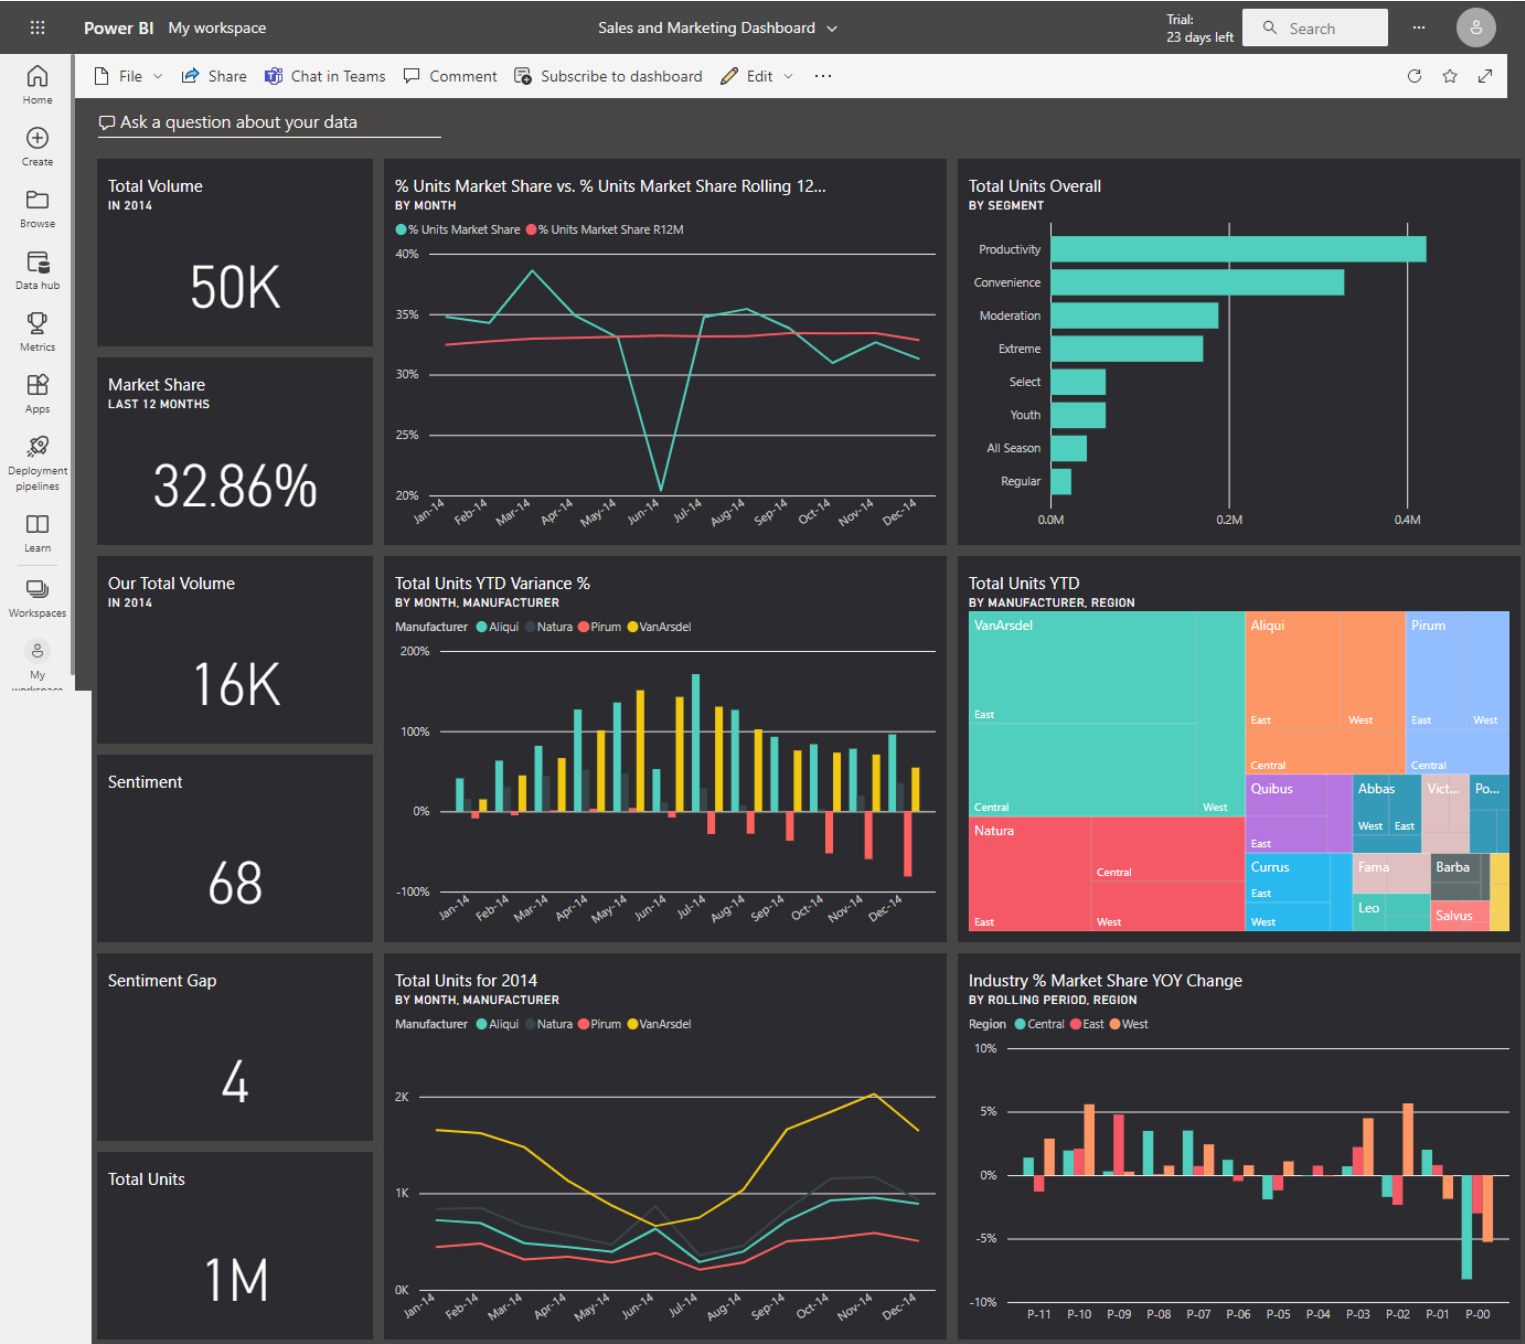 Power BI My workspace
Sales and Marketing Dashboard
Trial:
23 days left
Search
File
Share
Chat in Teams
Comment
Subscribe to dashboard
Edit
Home
Create
Browse
Data hub
Metrics
Apps
Deployment
pipelines
Learn
Workspaces
My
workspace
Ask a question about your data
Total Volume
IN 2014
50K
Market Share
LAST 12 MONTHS
32.86%
Our Total Volume
IN 2014
16K
Sentiment
68
Sentiment Gap
4
Total Units
1M
% Units Market Share vs. % Units Market Share Rolling 12...
BY MONTH
% Units Market Share % Units Market Share R12M
40%
35%
30%
25%
20%
Jan-14 Feb-14 Mar-14 Apr-14 May-14 Jun-14 Jul-14 Aug-14 Sep-14 Oct-14 Nov-14 Dec-14
Total Units Overall
BY SEGMENT
Productivity
Convenience
Moderation
Extreme
Select
Youth
All Season
Regular
0.0M 0.2M 0.4M
Total Units YTD Variance %
BY MONTH, MANUFACTURER
Manufacturer Aliqui Natura Pirum VanArsdel
200%
100%
0%
-100%
Jan-14 Feb-14 Mar-14 Apr-14 May-14 Jun-14 Jul-14 Aug-14 Sep-14 Oct-14 Nov-14 Dec-14
Total Units YTD
BY MANUFACTURER, REGION
VanArsdel
East
Central
West
Natura
East
Central
West
Aliqui
East
West
Central
Pirum
East
West
Central
Quibus
East
Abbas
West East
Vict...
Po...
Currus
East
West
Fama
Barba
Leo
Salvus
Total Units for 2014
BY MONTH, MANUFACTURER
Manufacturer Aliqui Natura Pirum VanArsdel
2K
1K
0K
Jan-14 Feb-14 Mar-14 Apr-14 May-14 Jun-14 Jul-14 Aug-14 Sep-14 Oct-14 Nov-14 Dec-14
Industry % Market Share YOY Change
BY ROLLING PERIOD, REGION
Region Central East West
10%
5%
0%
-5%
-10%
P-11 P-10 P-09 P-08 P-07 P-06 P-05 P-04 P-03 P-02 P-01 P-00